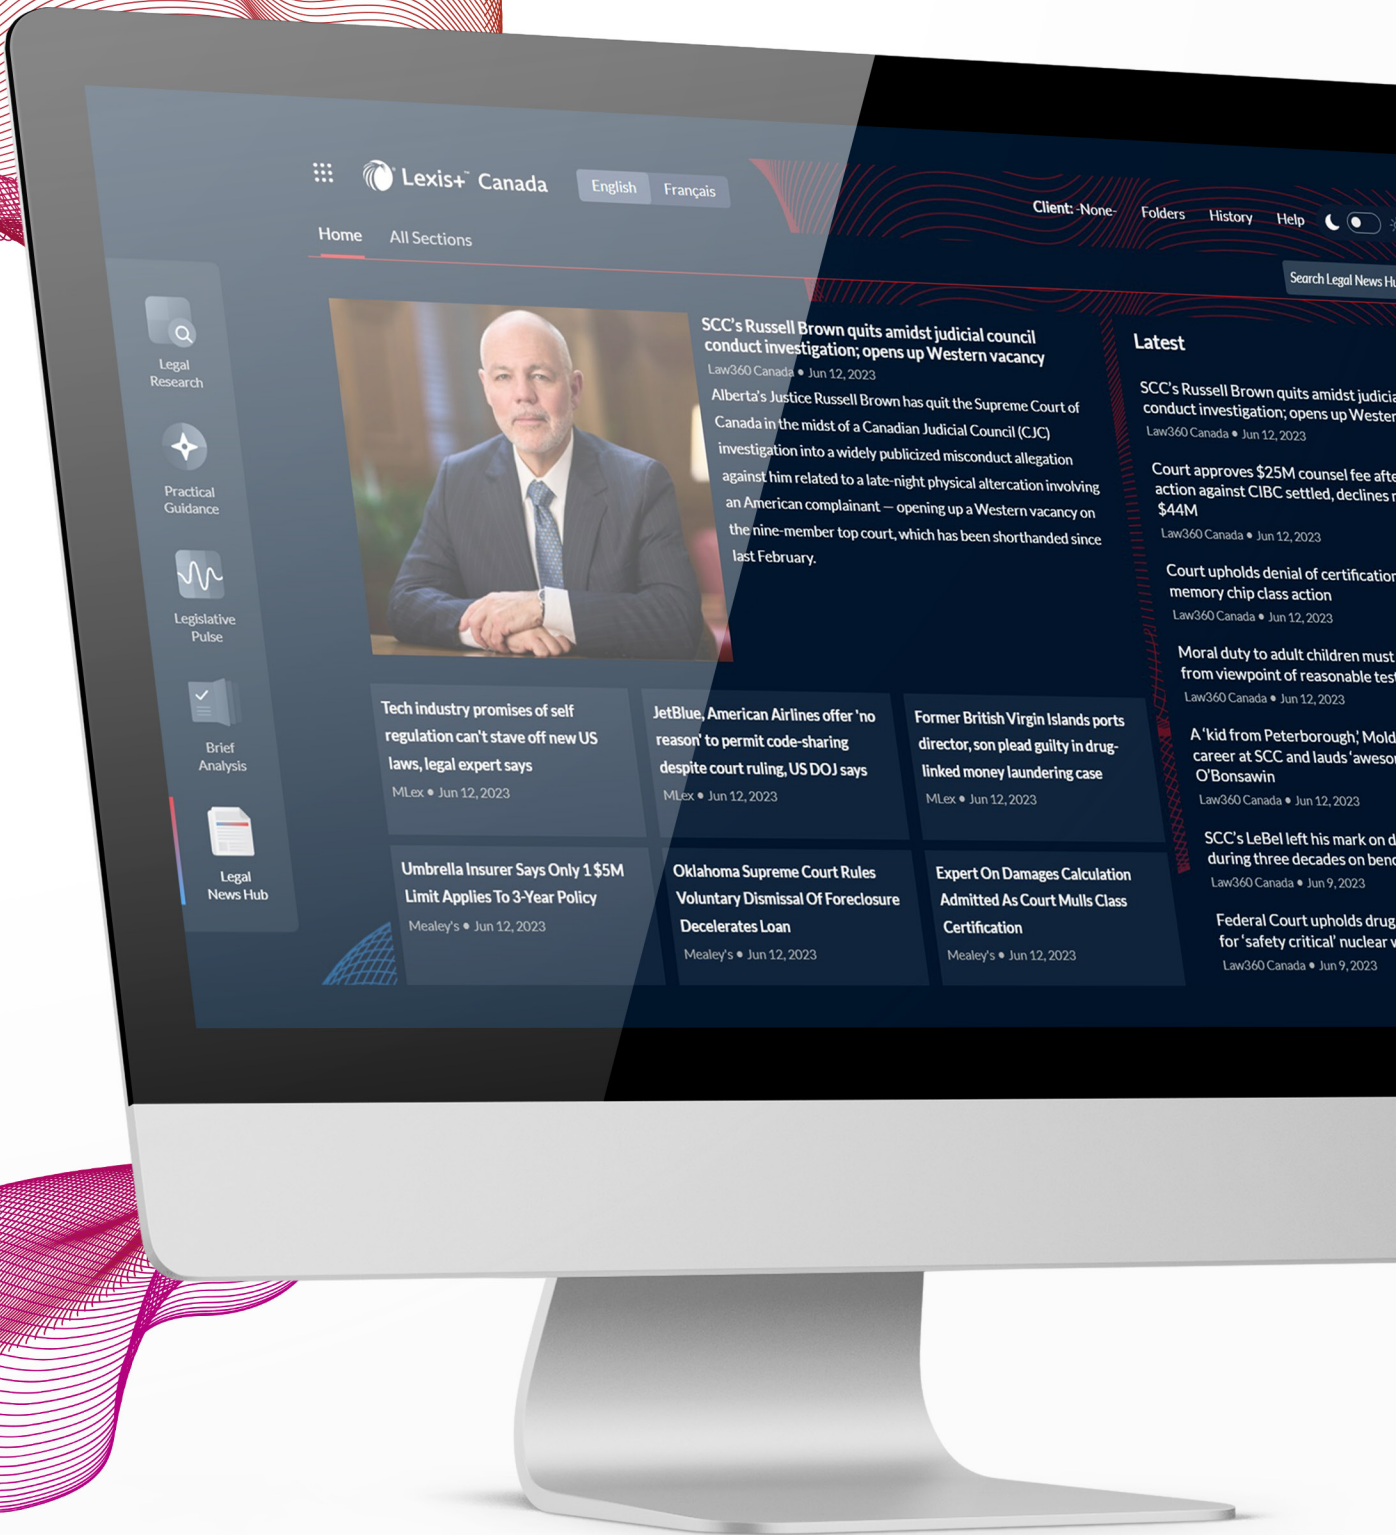 Lexis+™ Canada
English
Français
Client: -None-
Folders
History
Help
Home
All Sections
Search Legal News
Legal
Research
Practical
Guidance
Legislative
Pulse
Brief
Analysis
Legal
News Hub
SCC's Russell Brown quits amidst judicial council
conduct investigation; opens up Western vacancy
Law360 Canada • Jun 12, 2023
Alberta's Justice Russell Brown has quit the Supreme Court of
Canada in the midst of a Canadian Judicial Council (CJC)
investigation into a widely publicized misconduct allegation
against him related to a late-night physical altercation involving
an American complainant — opening up a Western vacancy on
the nine-member top court, which has been shorthanded since
last February.
Tech industry promises of self
regulation can't stave off new US
laws, legal expert says
MLex • Jun 12, 2023
JetBlue, American Airlines offer 'no
reason' to permit code-sharing
despite court ruling, US DOJ says
MLex • Jun 12, 2023
Former British Virgin Islands ports
director, son plead guilty in drug-
linked money laundering case
MLex • Jun 12, 2023
Umbrella Insurer Says Only 1 $5M
Limit Applies To 3-Year Policy
Mealey's • Jun 12, 2023
Oklahoma Supreme Court Rules
Voluntary Dismissal Of Foreclosure
Decelerates Loan
Mealey's • Jun 12, 2023
Expert On Damages Calculation
Admitted As Court Mulls Class
Certification
Mealey's • Jun 12, 2023
Latest
SCC's Russell Brown quits amidst
conduct investigation; opens up
Law360 Canada • Jun 12, 2023
Court approves $25M counsel fee
action against CIBC settled, declines
$44M
Law360 Canada • Jun 12, 2023
Court upholds denial of certification
memory chip class action
Law360 Canada • Jun 12, 2023
Moral duty to adult children must
from viewpoint of reasonable
Law360 Canada • Jun 12, 2023
A 'kid from Peterborough,'
career at SCC and lauds
O'Bonsawin
Law360 Canada • Jun 12, 2023
SCC's LeBel left his mark on
during three decades on
Law360 Canada • Jun 9, 2023
Federal Court upholds drug
for 'safety critical' nuclear
Law360 Canada • Jun 9, 2023